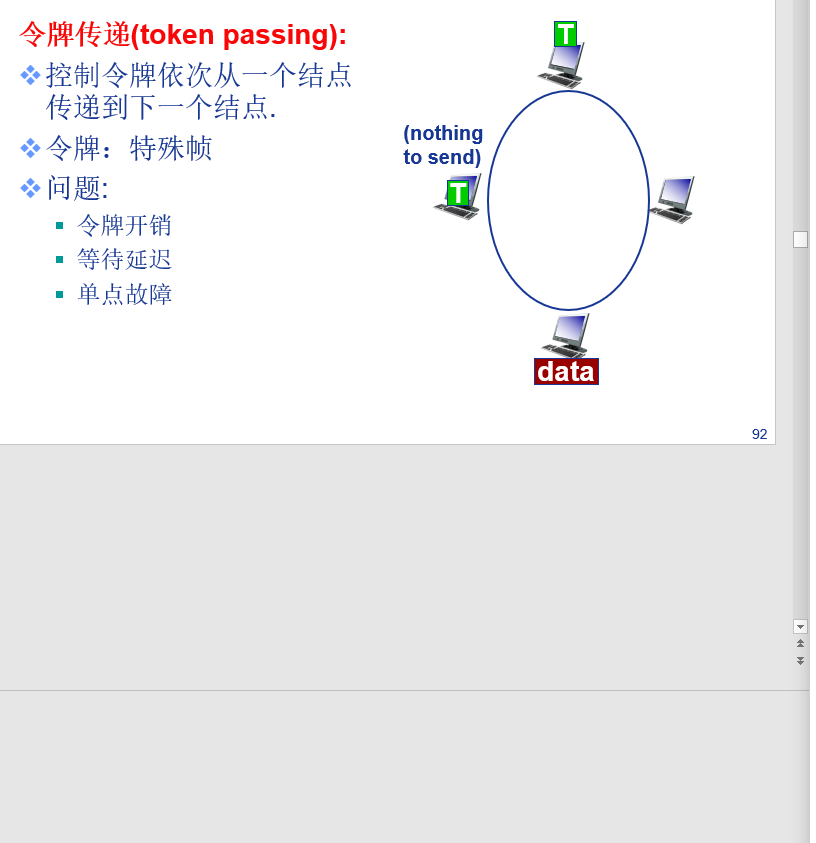 令牌传递(token passing):
控制令牌依次从一个结点
传递到下一个结点.
令牌：特殊帧
问题:
令牌开销
等待延迟
单点故障
T
(nothing
to send)
T
data
92